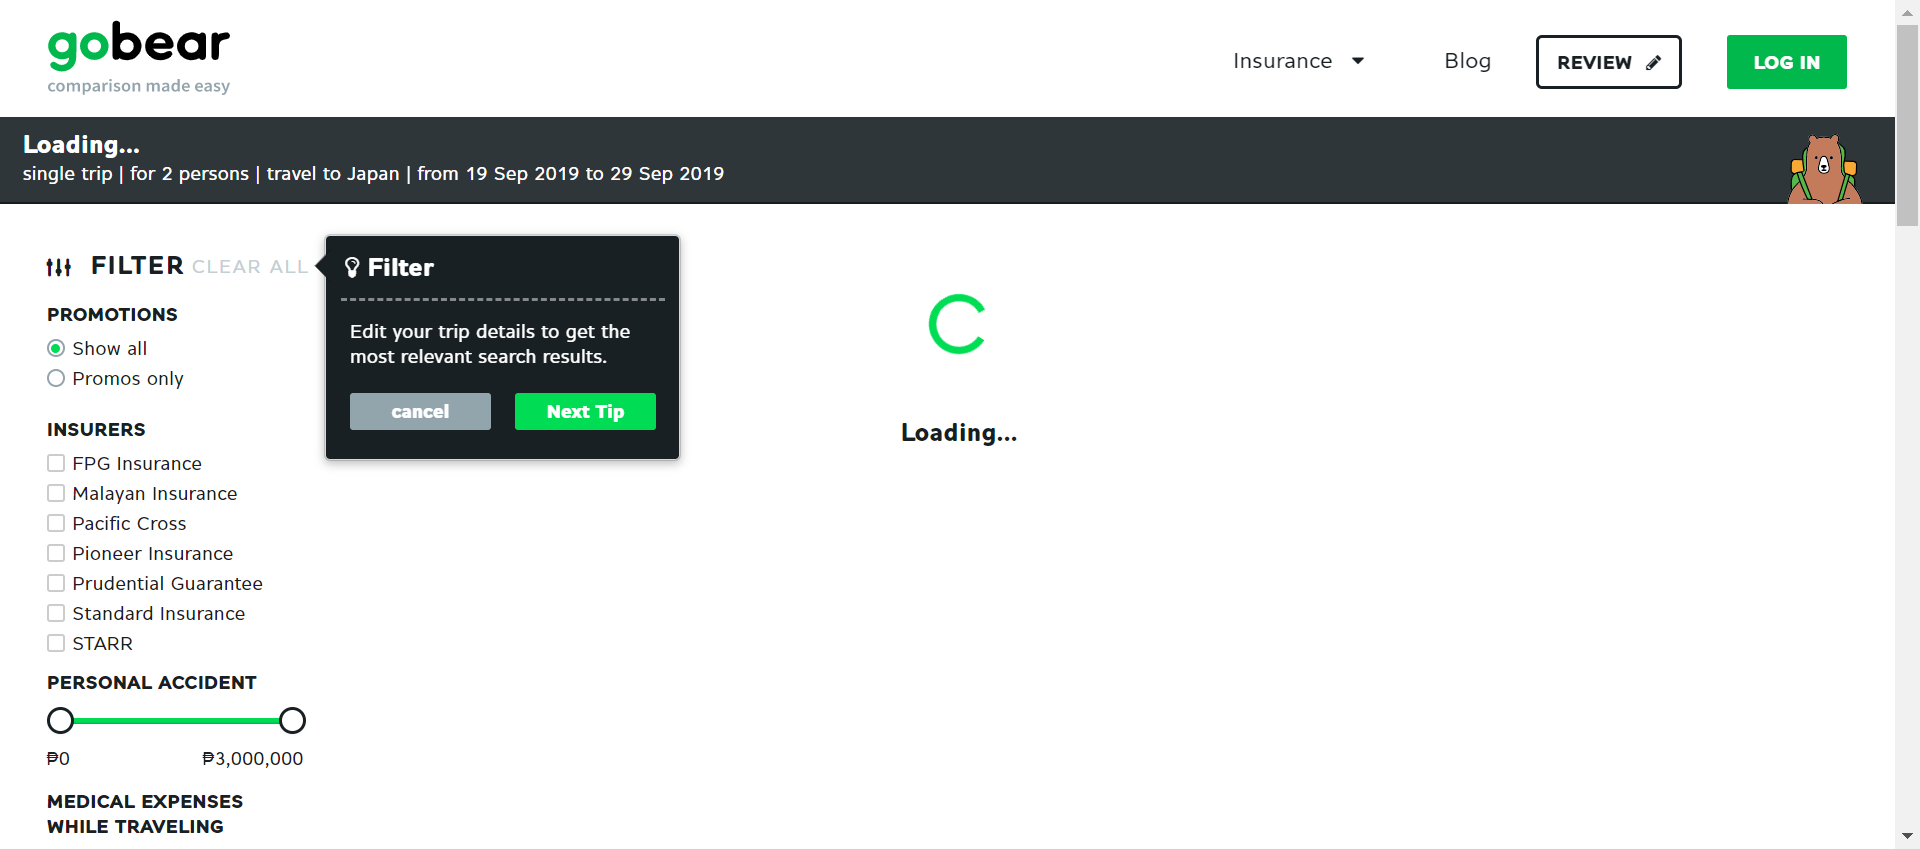 gobear
comparison made easy
Insurance
Blog
REVIEW
LOG IN
Loading...
single trip | for 2 persons | travel to Japan | from 19 Sep 2019 to 29 Sep 2019
FILTER CLEAR ALL
PROMOTIONS
Show all
Promos only
INSURERS
FPG Insurance
Malayan Insurance
Pacific Cross
Pioneer Insurance
Prudential Guarantee
Standard Insurance
STARR
PERSONAL ACCIDENT
₱0
₱3,000,000
MEDICAL EXPENSES
WHILE TRAVELING
Filter
Edit your trip details to get the
most relevant search results.
cancel
Next Tip
Loading...